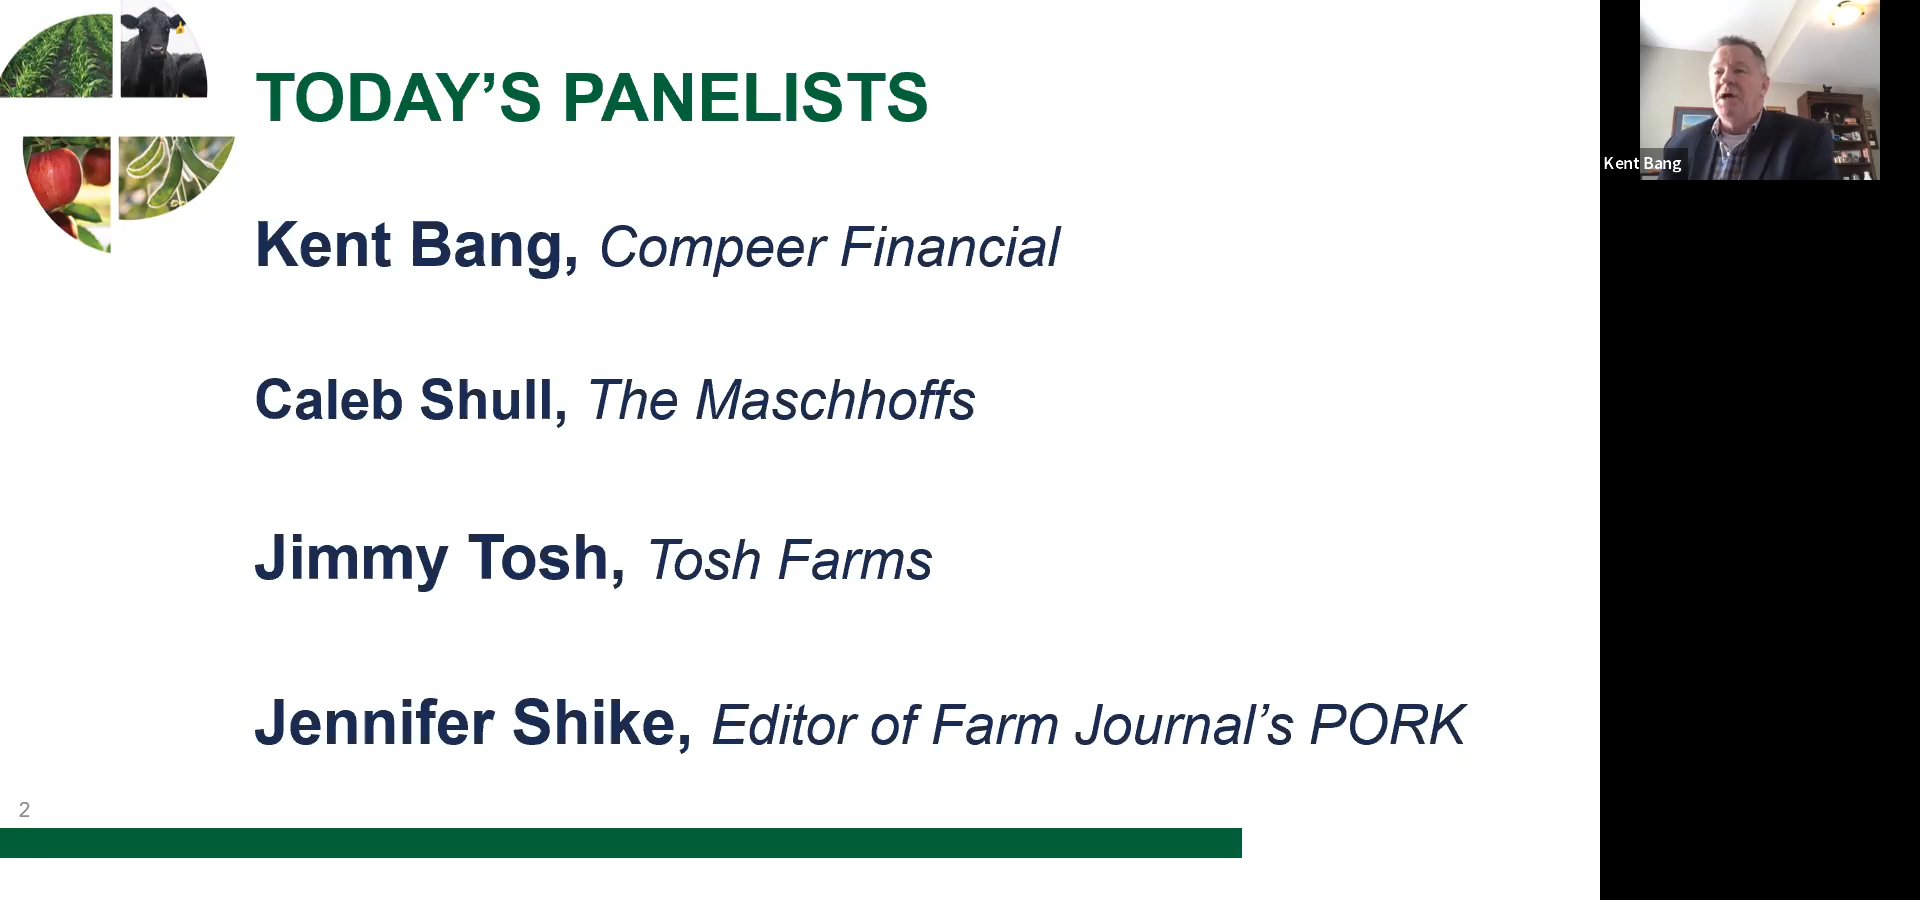 TODAY’S PANELISTS
Kent Bang, Compeer Financial
Caleb Shull, The Maschhoffs
Jimmy Tosh, Tosh Farms
Jennifer Shike, Editor of Farm Journal’s PORK
2
Kent Bang